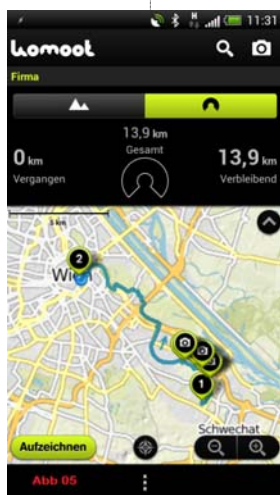 11:31
komoot
Firma
13,9 km
Gesamt
0 km
Vergangen
13,9 km
Verbleibend
5 km
2
Wien
1
Schwechat
Aufzeichnen
Abb 05